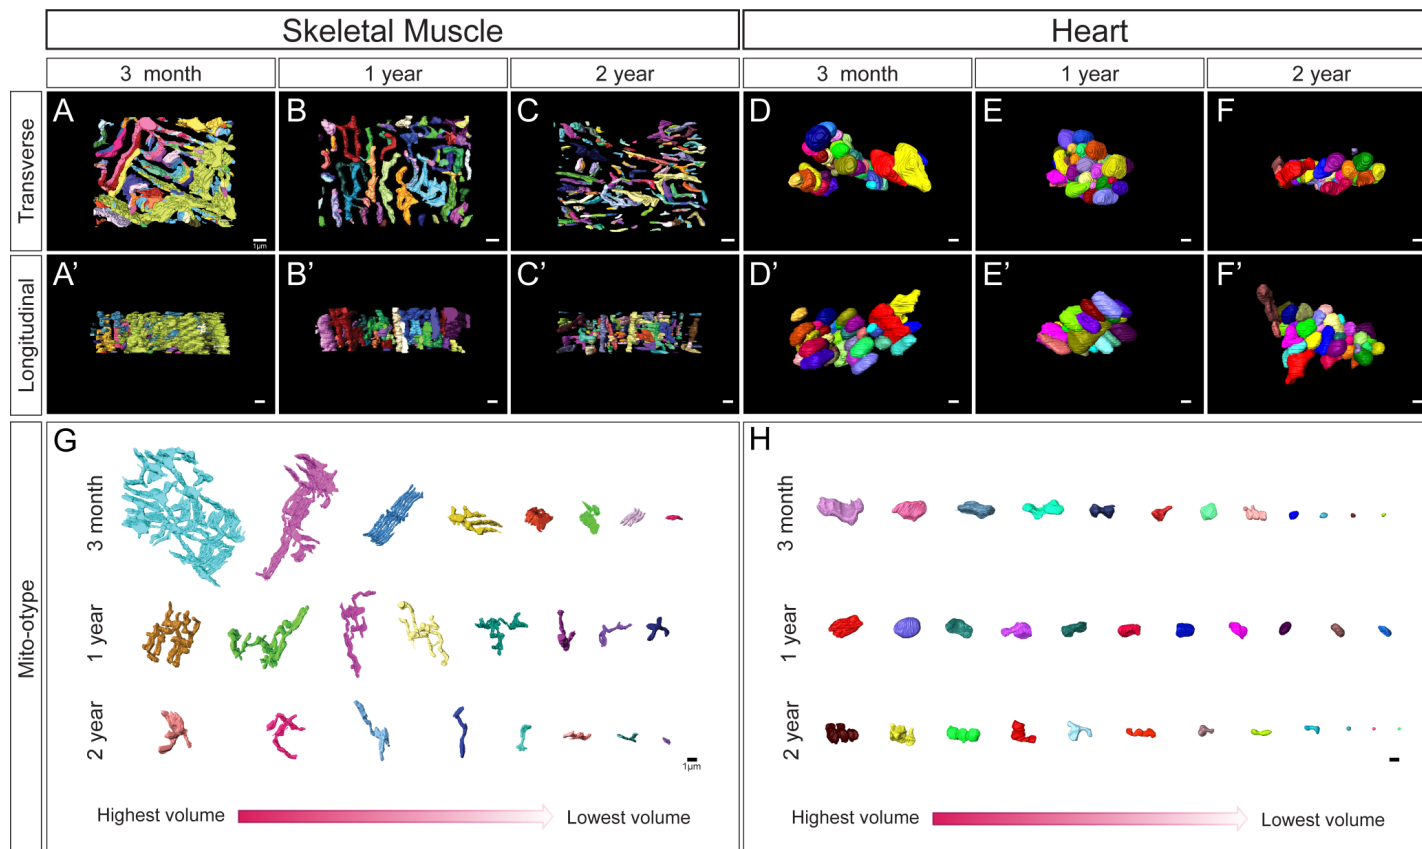 Skeletal Muscle
Heart
3 month
1 year
2 year
3 month
1 year
2 year
Transverse
A
B
C
D
E
F
1µm
Longitudinal
A’
B’
C’
D’
E’
F’
Mito-otype
G
H
3 month
3 month
1 year
1 year
2 year
2 year
1µm
Highest volume
Lowest volume
Highest volume
Lowest volume